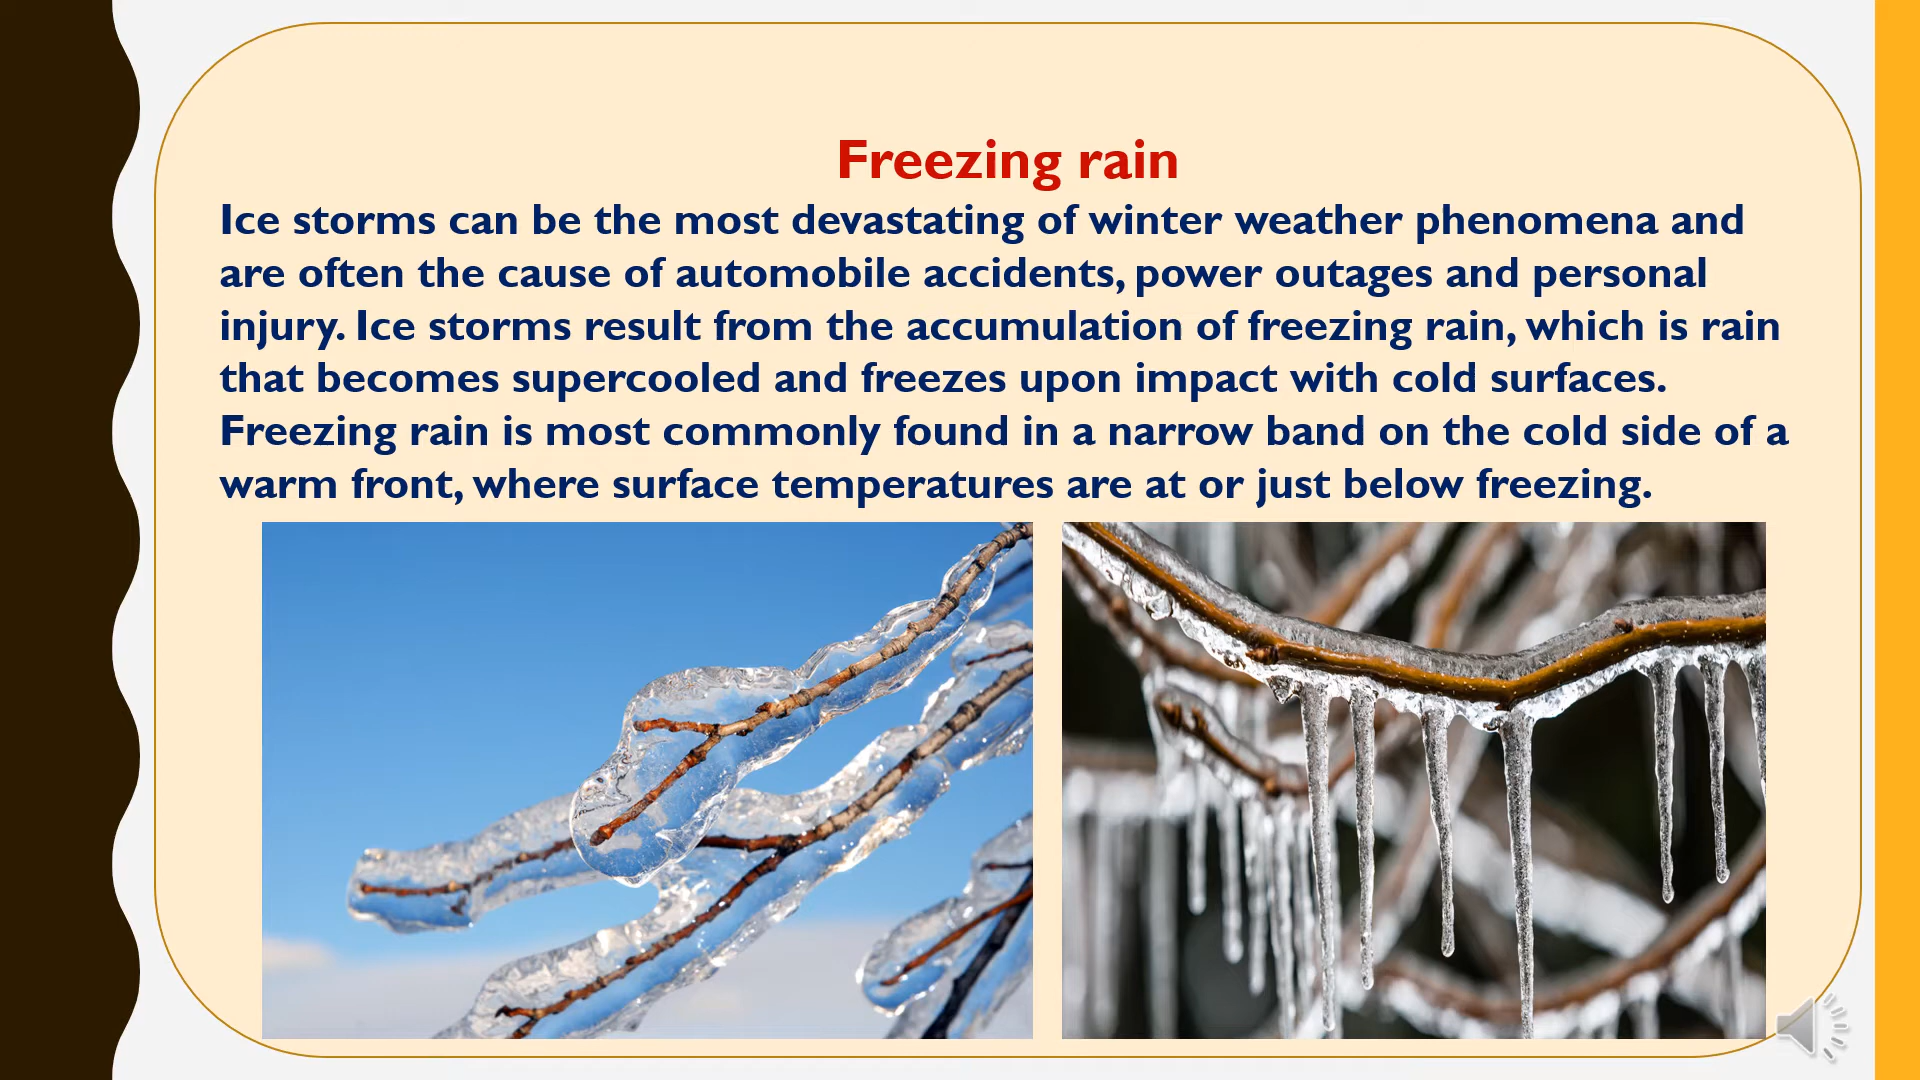 Freezing rain
Ice storms can be the most devastating of winter weather phenomena and
are often the cause of automobile accidents, power outages and personal
injury. Ice storms result from the accumulation of freezing rain, which is rain
that becomes supercooled and freezes upon impact with cold surfaces.
Freezing rain is most commonly found in a narrow band on the cold side of a
warm front, where surface temperatures are at or just below freezing.